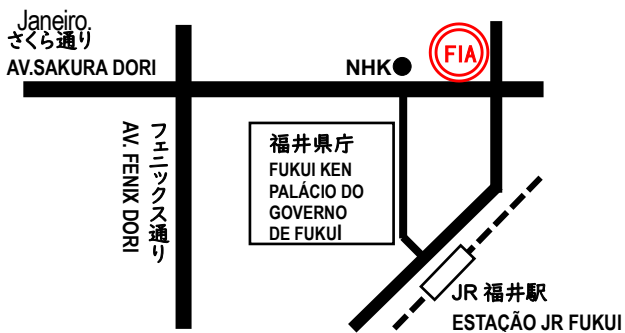 Janeiro.
さくら通り
AV.SAKURA DORI
NHK
FIA
フェニックス通り
AV. FENIX DORI
福井県庁
FUKUI KEN
PALÁCIO DO
GOVERNO
DE FUKUÍ
JR 福井駅
ESTAÇÃO JR FUKUI